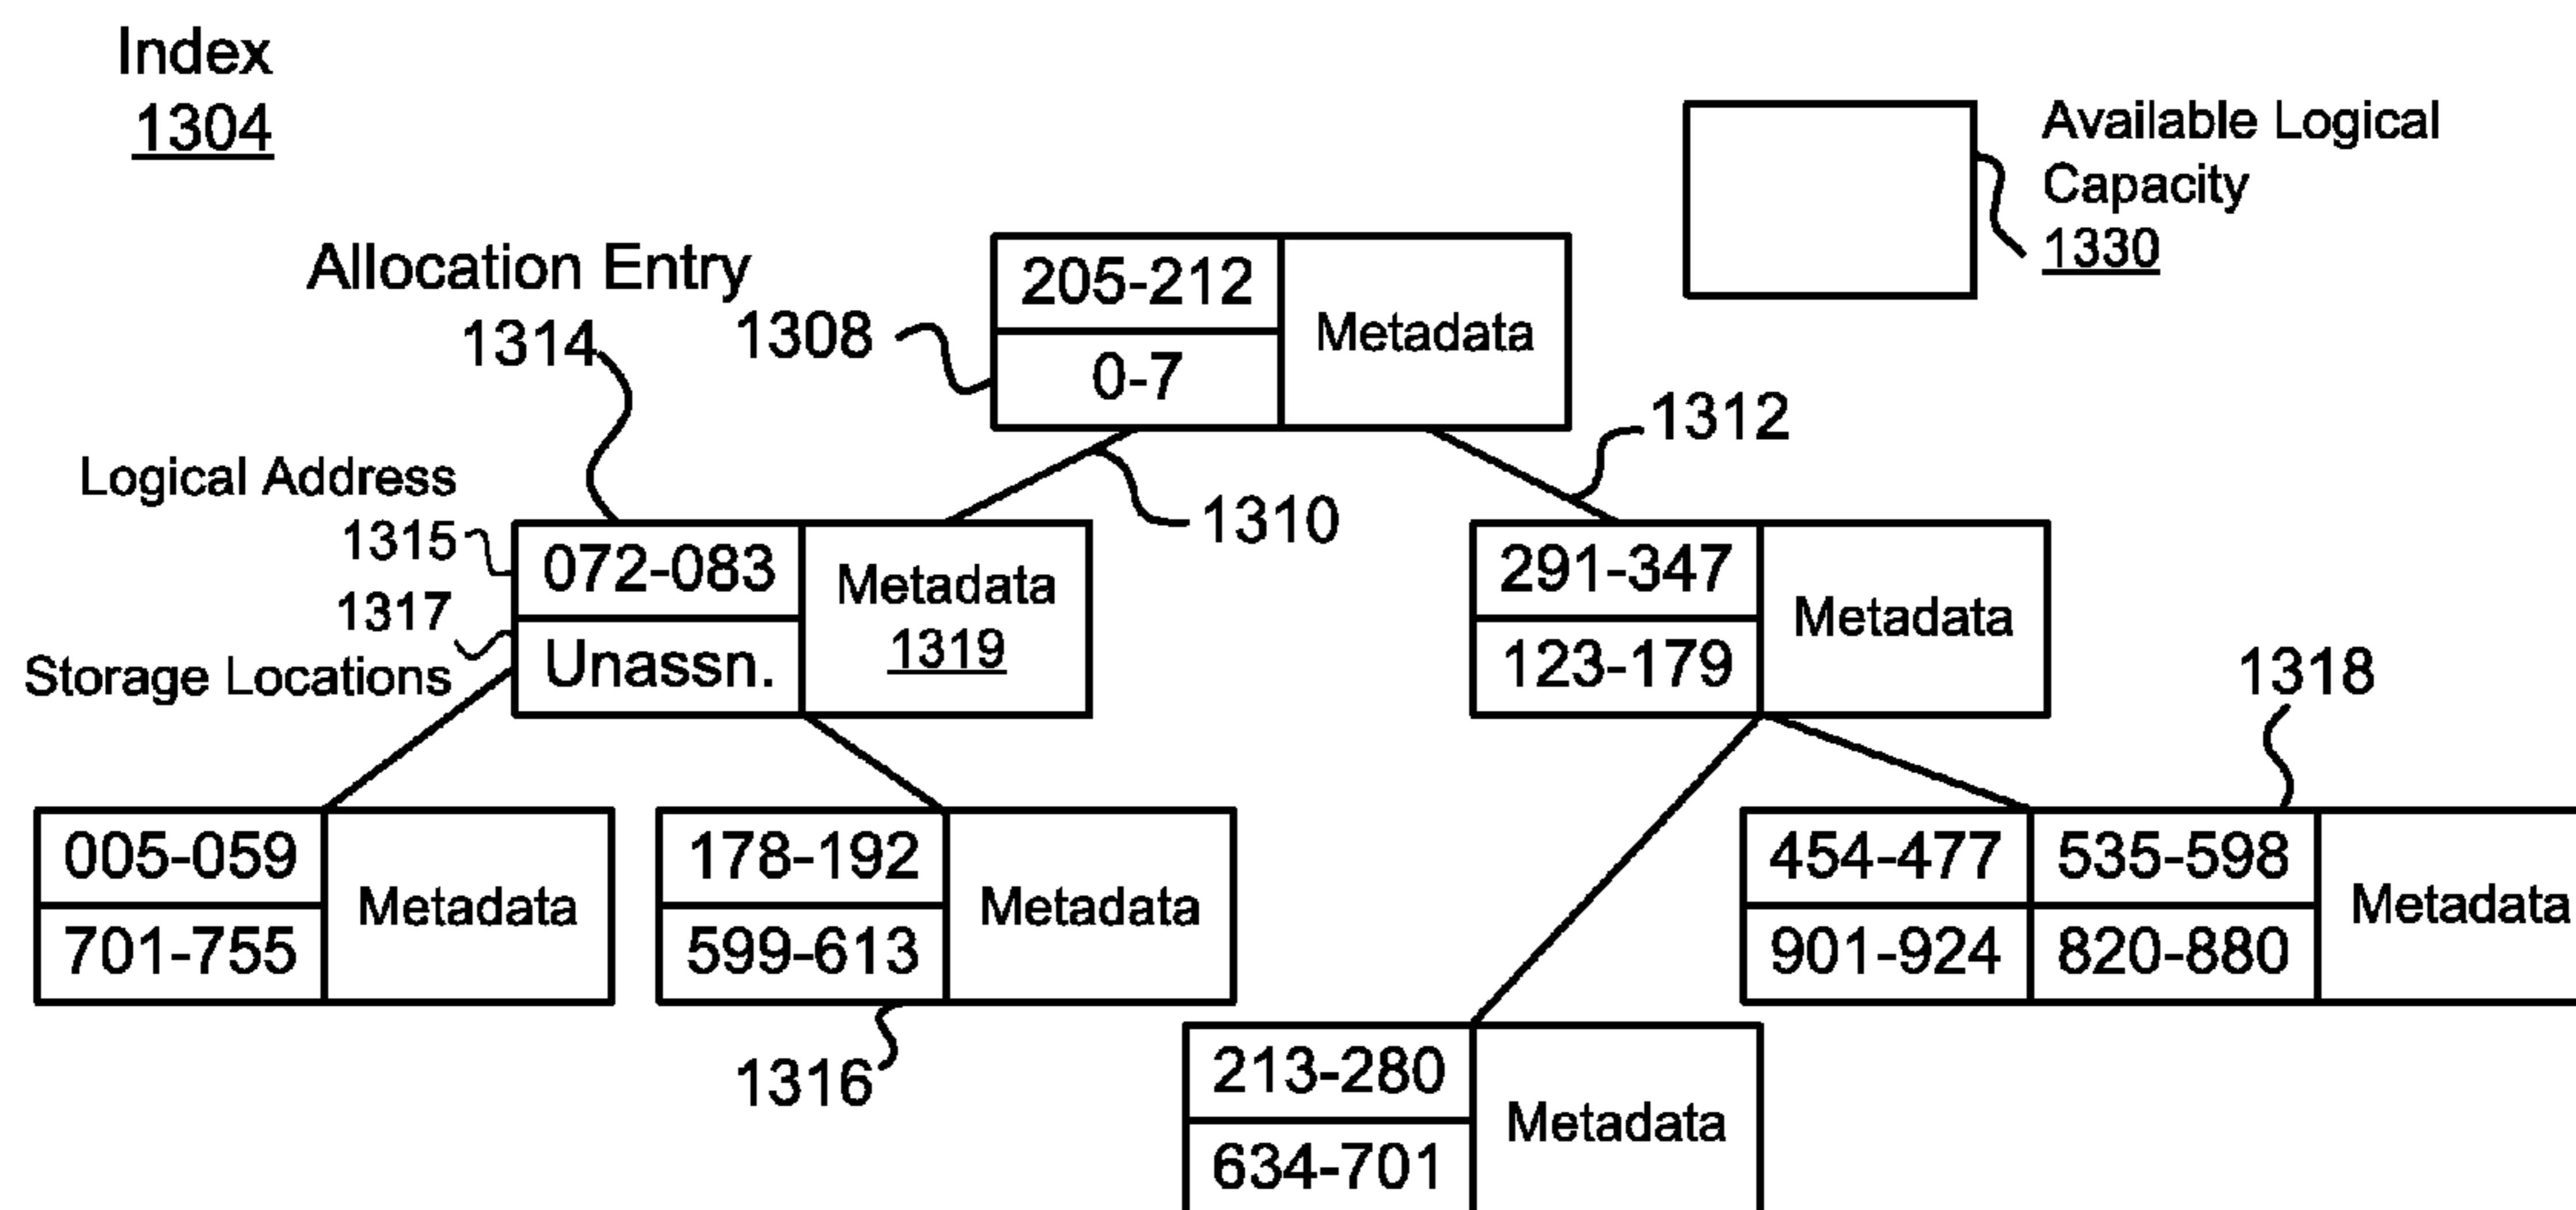 Index
1304
Available Logical
Capacity
1330
Allocation Entry
1314
1308
205-212
0-7
Metadata
1312
1310
Logical Address
1315
1317
Storage Locations
072-083
Unassn.
Metadata
1319
291-347
123-179
Metadata
1318
005-059
701-755
Metadata
178-192
599-613
Metadata
1316
454-477
901-924
535-598
820-880
Metadata
213-280
634-701
Metadata